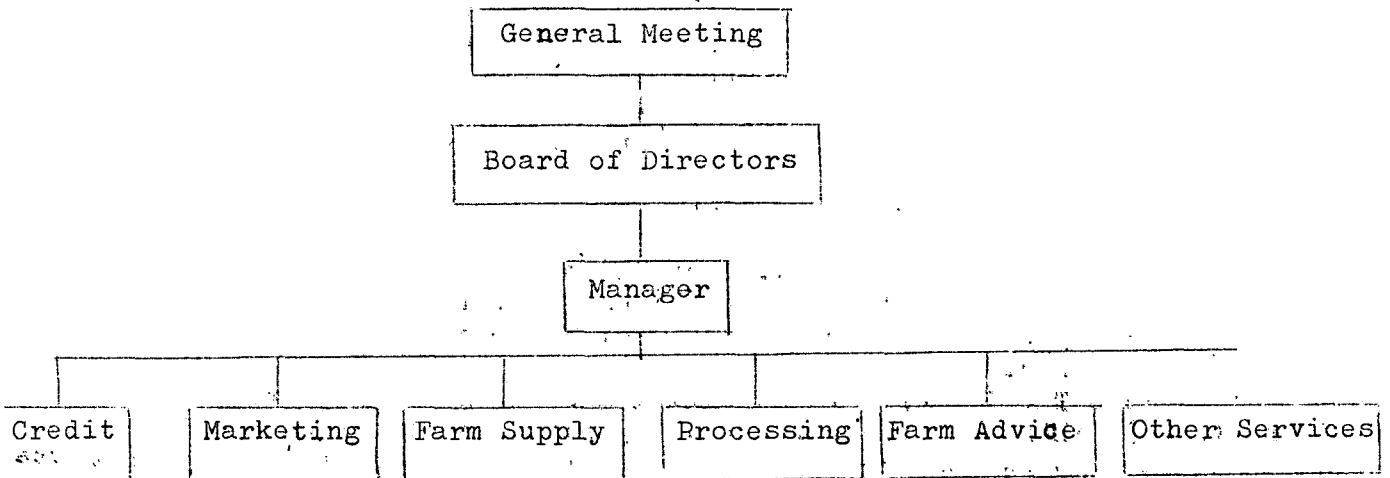 General Meeting
Board of Directors
Manager
Credit
Marketing
Farm Supply
Processing
Farm Advice
Other Services